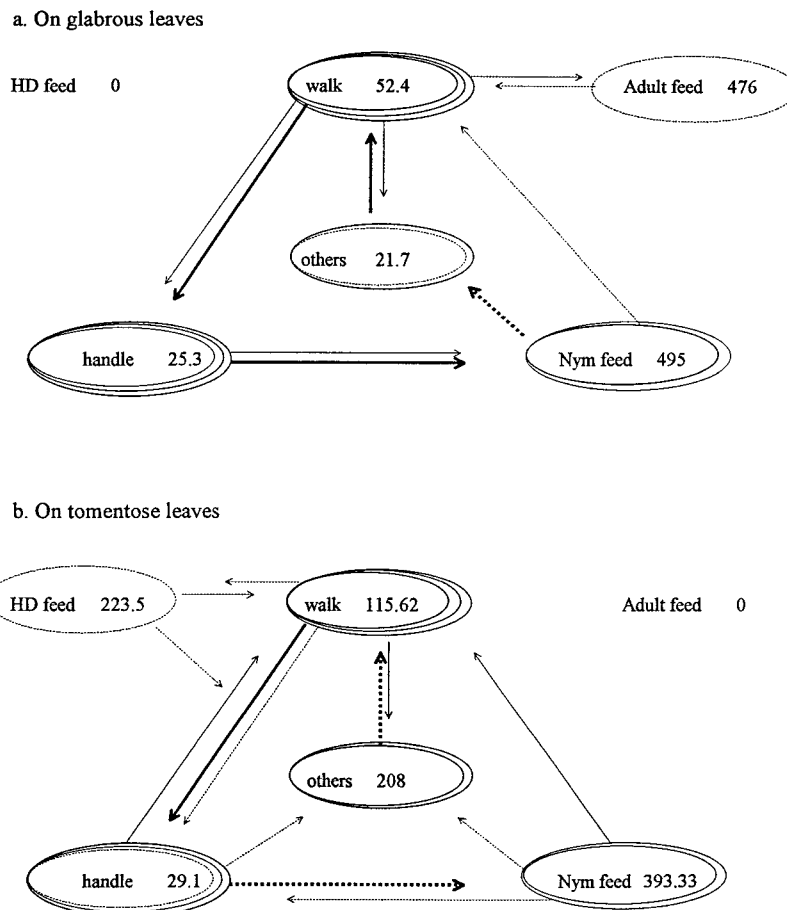 a. On glabrous leaves
HD feed 0
walk 52.4
Adult feed 476
others 21.7
handle 25.3
Nym feed 495
b. On tomentose leaves
HD feed 223.5
walk 115.62
Adult feed 0
others 208
handle 29.1
Nym feed 393.33